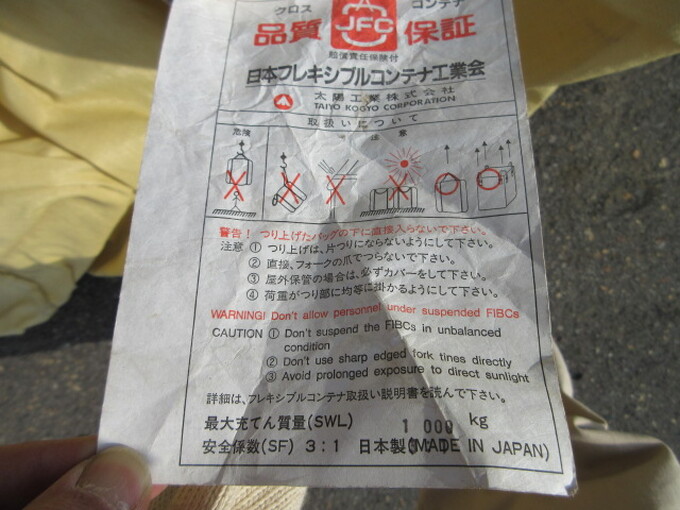 クロス コンテナ
品質 JFC 保証
賠償責任保険付
日本フレキシブルコンテナ工業会
太陽工業株式会社
TAIYO KOGYO CORPORATION
取扱いについて
危険 注意
警告! つり上げたバッグの下に直接入らないで下さい。
注意 ① つり上げは、片つりにならないようにして下さい。
② 直接、フォークの爪でつらないで下さい。
③ 屋外保管の場合は、必ずカバーをして下さい。
④ 荷重がつり部に均等に掛かるようにして下さい。
WARNING! Don't allow personnel under suspended FIBCs
CAUTION ① Don't suspend the FIBCs in unbalanced
condition
② Don't use sharp edged fork tines directly
③ Avoid prolonged exposure to direct sunlight
詳細は、フレキシブルコンテナ取扱い説明書を読んで下さい。
最大充てん質量(SWL) 1 000 kg
安全係数(SF) 3:1 日本製(MADE IN JAPAN)